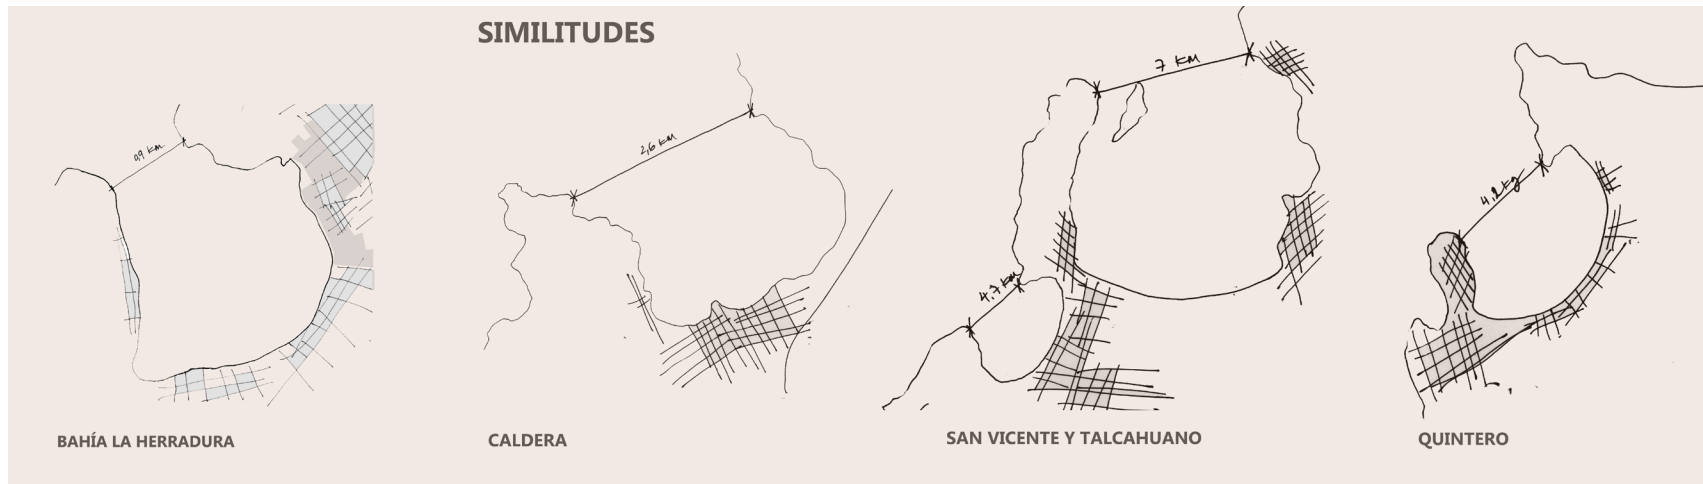 SIMILITUDES
0,9 KM.
2,6 KM
7 KM
4.7 KM
BAHÍA LA HERRADURA
CALDERA
SAN VICENTE Y TALCAHUANO
QUINTERO